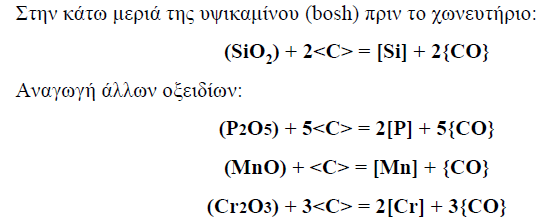 Στην κάτω μεριά της υψικαμίνου (bosh) πριν το χωνευτήριο:
(SiO₂) + 2<C> = [Si] + 2{CO}
Αναγωγή άλλων οξειδίων:
(P2O5) + 5<C> = 2[P] + 5{CO}
(MnO) + <C> = [Mn] + {CO}
(Cr2O3) + 3<C> = 2[Cr] + 3{CO}